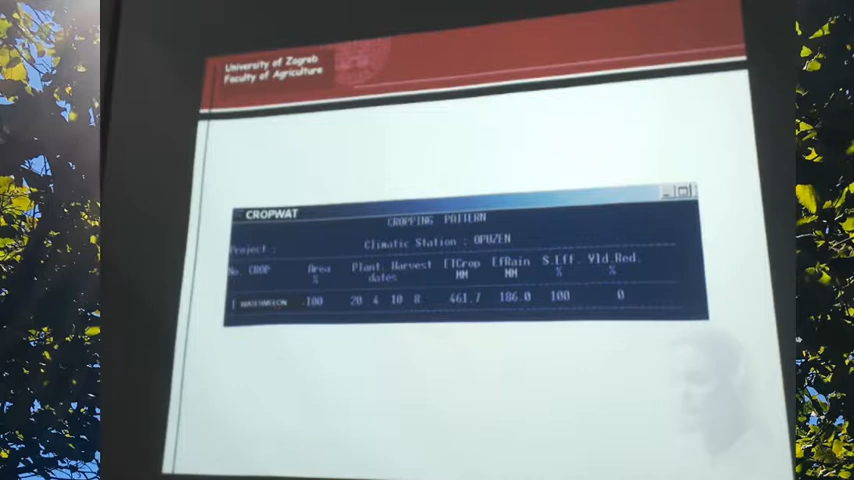 University of Zagreb
Faculty of Agriculture
CROPWAT
CROPPING PATTERN
Project :
Climatic Station : OPUZEN
No. CROP Area Plant. Harvest ETCrop EfRain S.Eff. Yld.Red.
% dates MM MM % %
WATERMELON 100 20 4 10 8 461.7 186.0 100 0